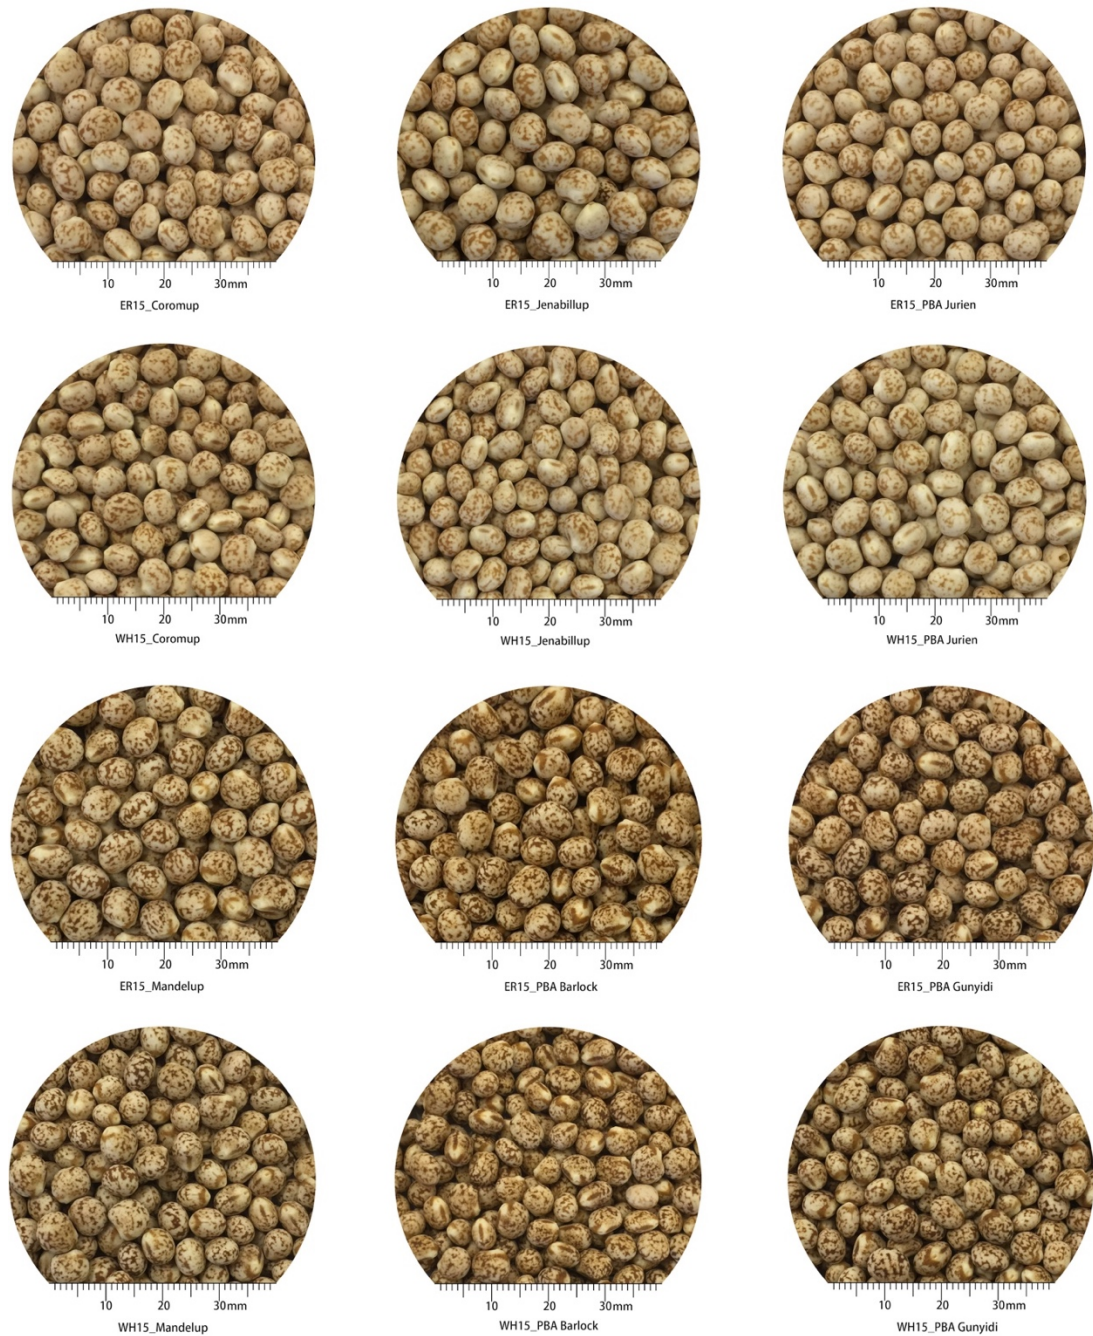 10 20 30mm
ER15_Coromup
10 20 30mm
ER15_Jenabillup
10 20 30mm
ER15_PBA Jurien
10 20 30mm
WH15_Coromup
10 20 30mm
WH15_Jenabillup
10 20 30mm
WH15_PBA Jurien
10 20 30mm
ER15_Mandelup
10 20 30mm
ER15_PBA Barlock
10 20 30mm
ER15_PBA Gunyidi
10 20 30mm
WH15_Mandelup
10 20 30mm
WH15_PBA Barlock
10 20 30mm
WH15_PBA Gunyidi